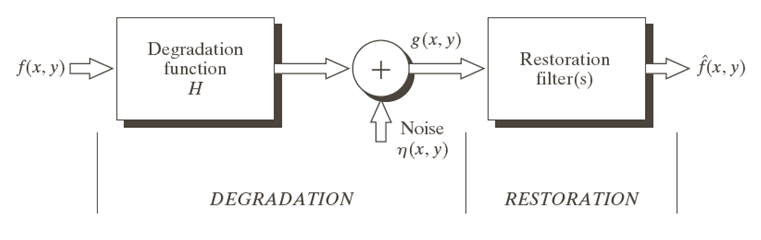 f(x, y)
Degradation
function
H
+
g(x, y)
Noise
η(x, y)
Restoration
filter(s)
f̂(x, y)
DEGRADATION
RESTORATION